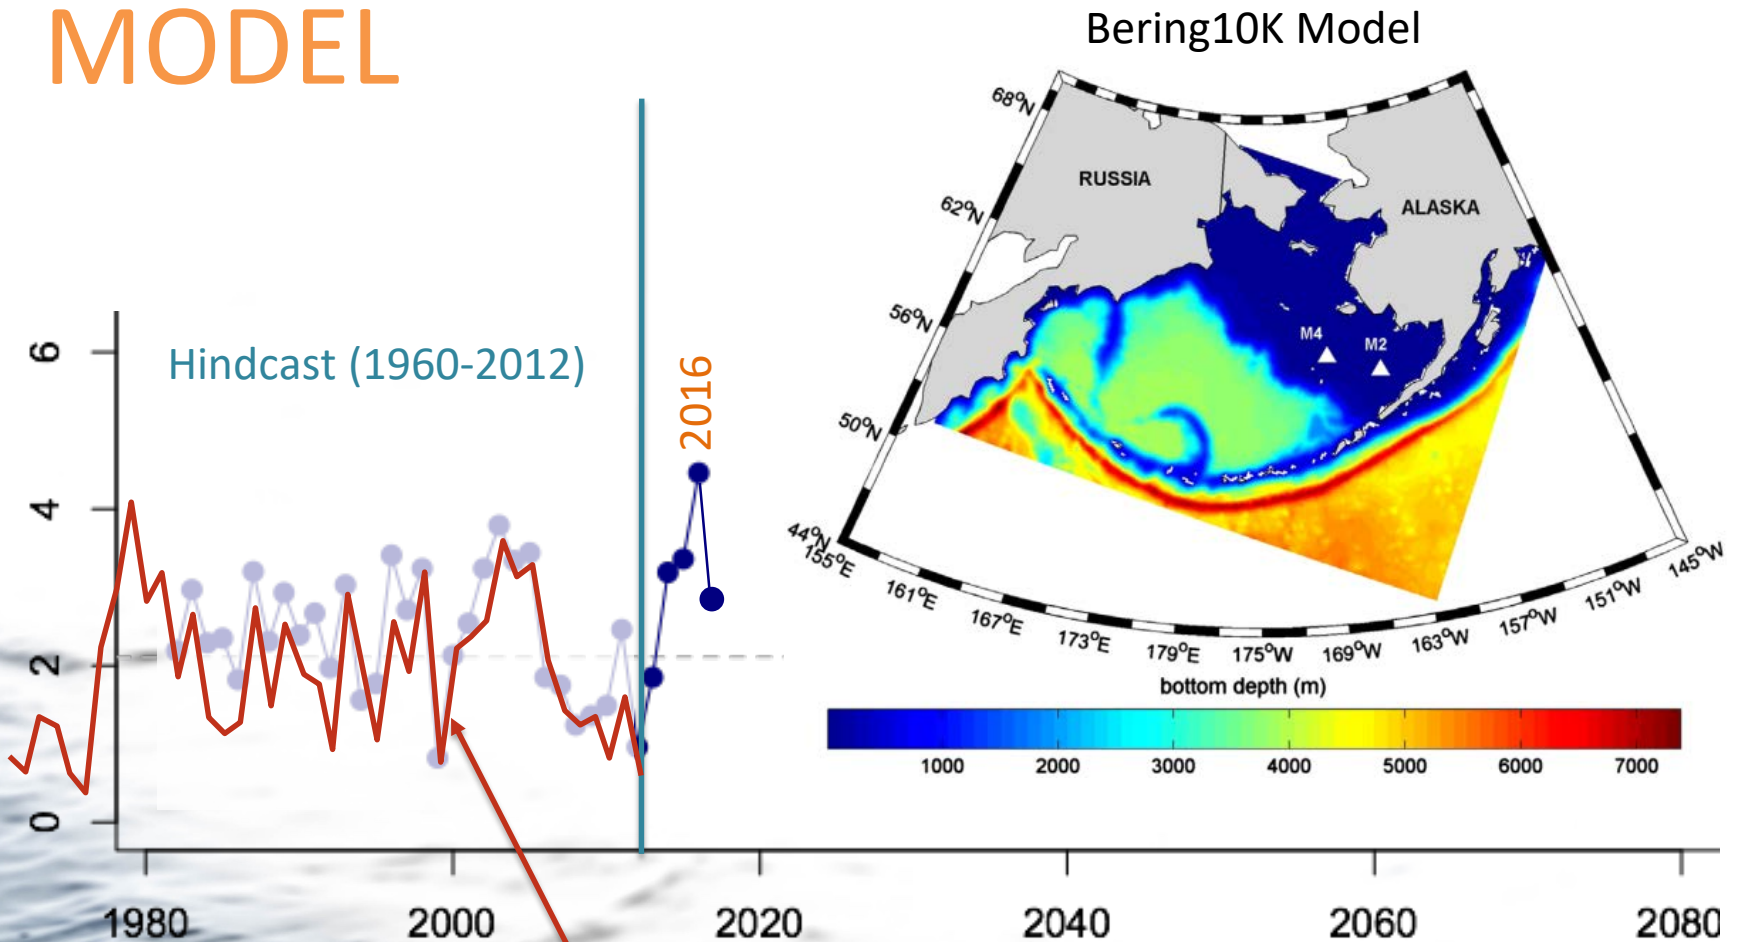 MODEL
Bering10K Model
Hindcast (1960-2012)
2016
6
4
2
0
1980
2000
2020
2040
2060
2080
68°N
62°N
56°N
50°N
44°N
RUSSIA
ALASKA
M4
M2
155°E
161°E
167°E
173°E
179°E
175°W
169°W
163°W
157°W
151°W
145°W
bottom depth (m)
1000
2000
3000
4000
5000
6000
7000